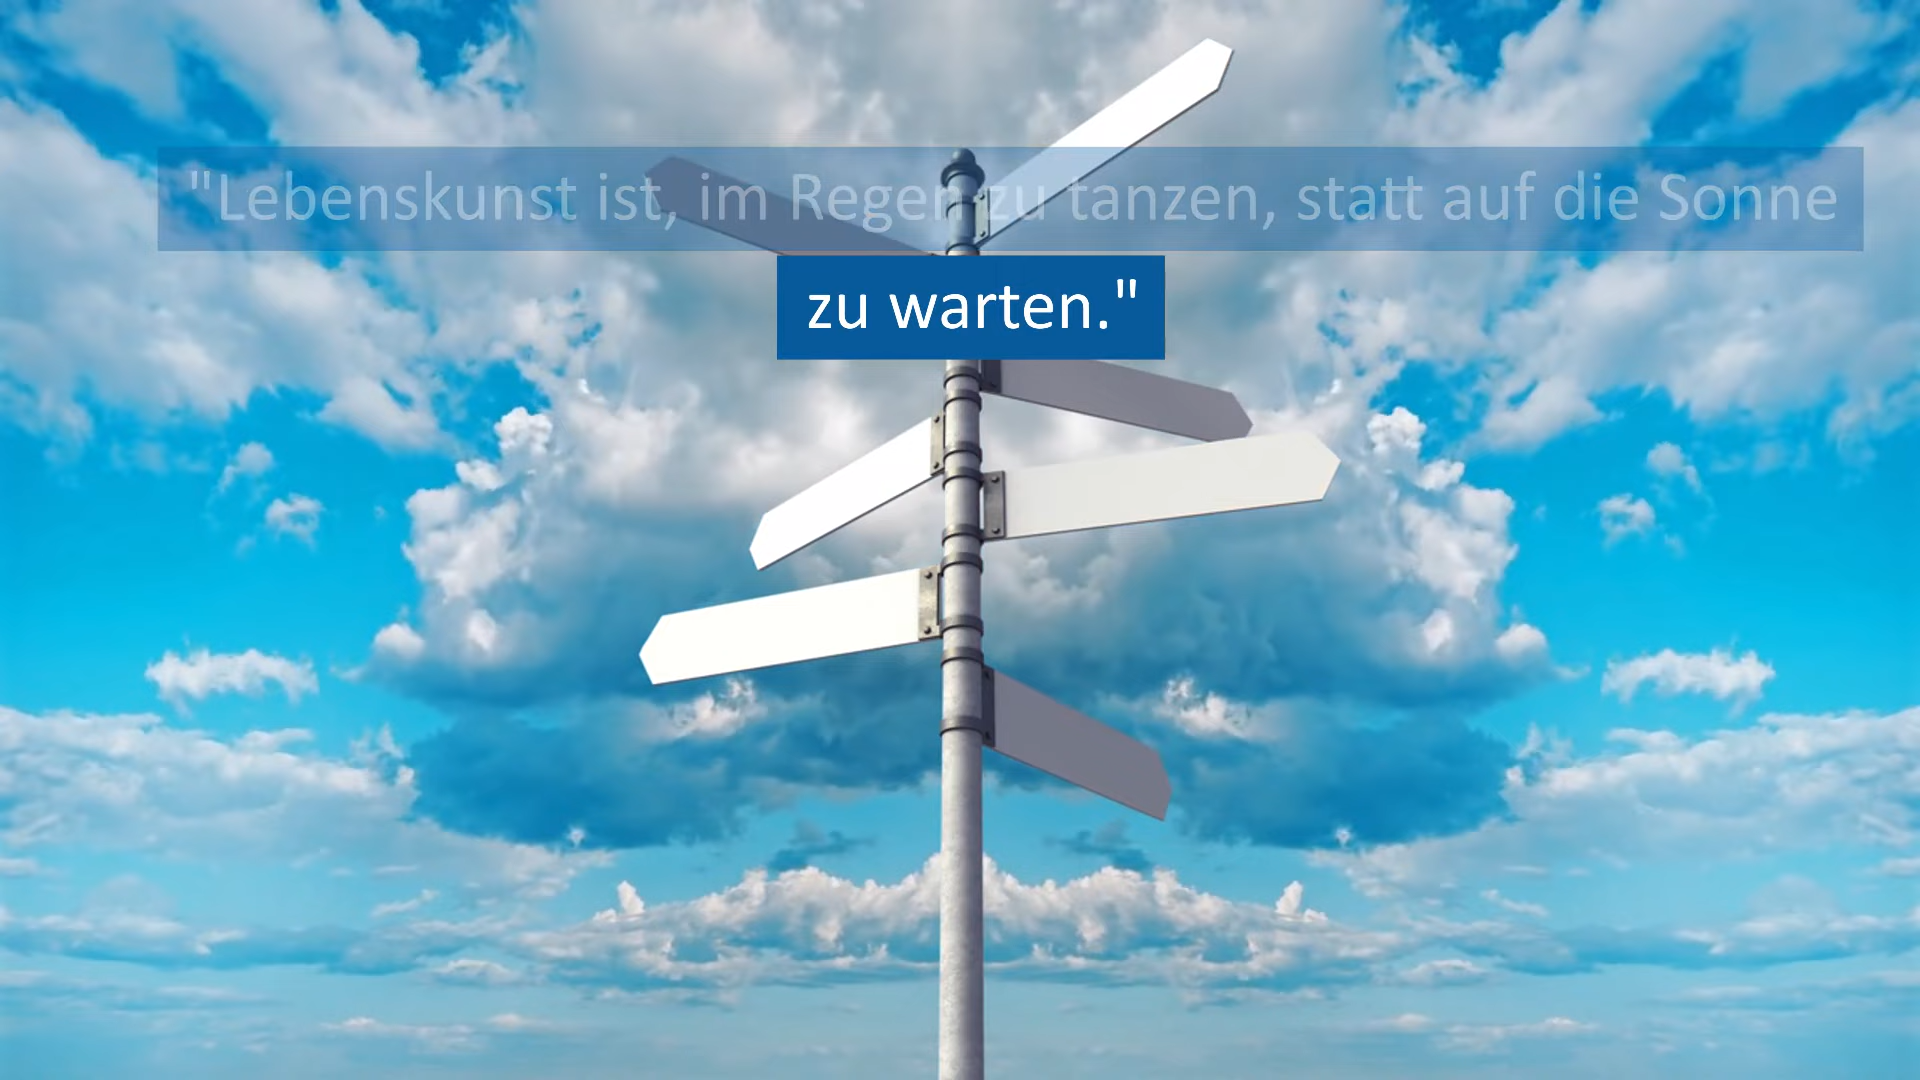 "Lebenskunst ist, im Regen zu tanzen, statt auf die Sonne
zu warten."